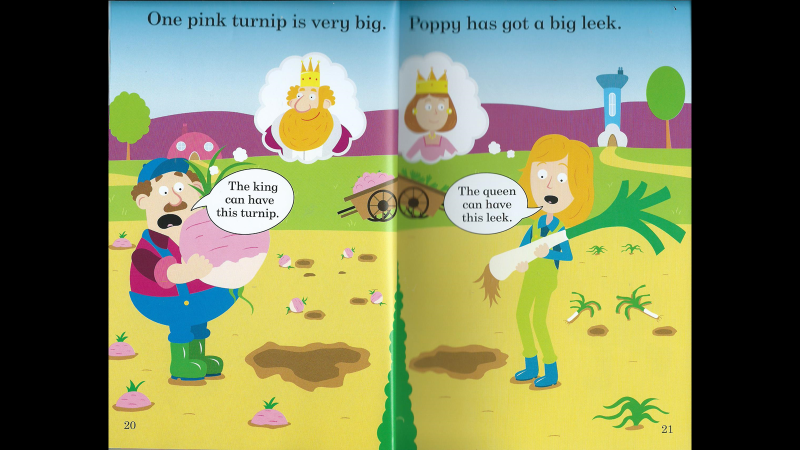 One pink turnip is very big.
The king
can have
this turnip.
20
Poppy has got a big leek.
The queen
can have
this leek.
21